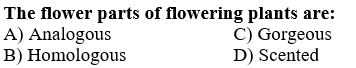 The flower parts of flowering plants are:
A) Analogous C) Gorgeous
B) Homologous D) Scented